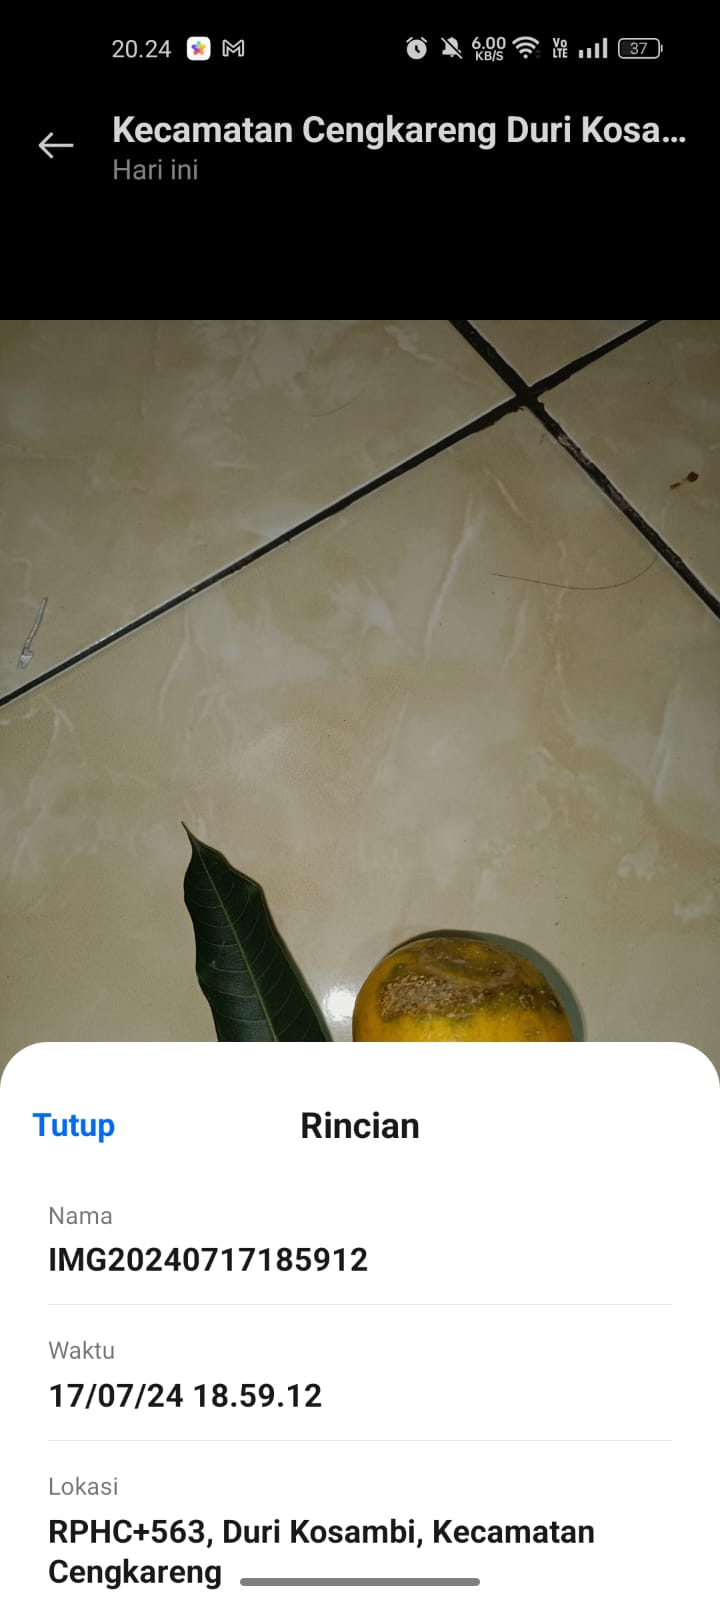 20.24 6.00 KB/S Vo LTE 37
Kecamatan Cengkareng Duri Kosa...
Hari ini
Tutup Rincian
Nama
IMG20240717185912
Waktu
17/07/24 18.59.12
Lokasi
RPHC+563, Duri Kosambi, Kecamatan
Cengkareng